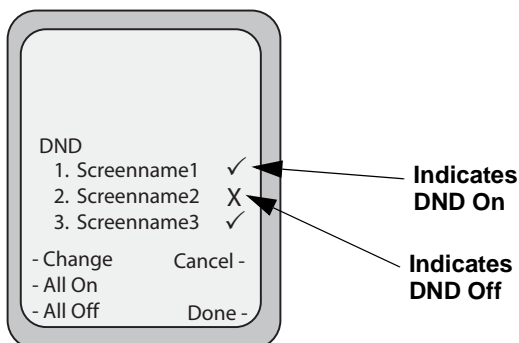 DND
1. Screenname1 ✓
2. Screenname2 X
3. Screenname3 ✓
- Change Cancel -
- All On
- All Off Done -
Indicates
DND On
Indicates
DND Off